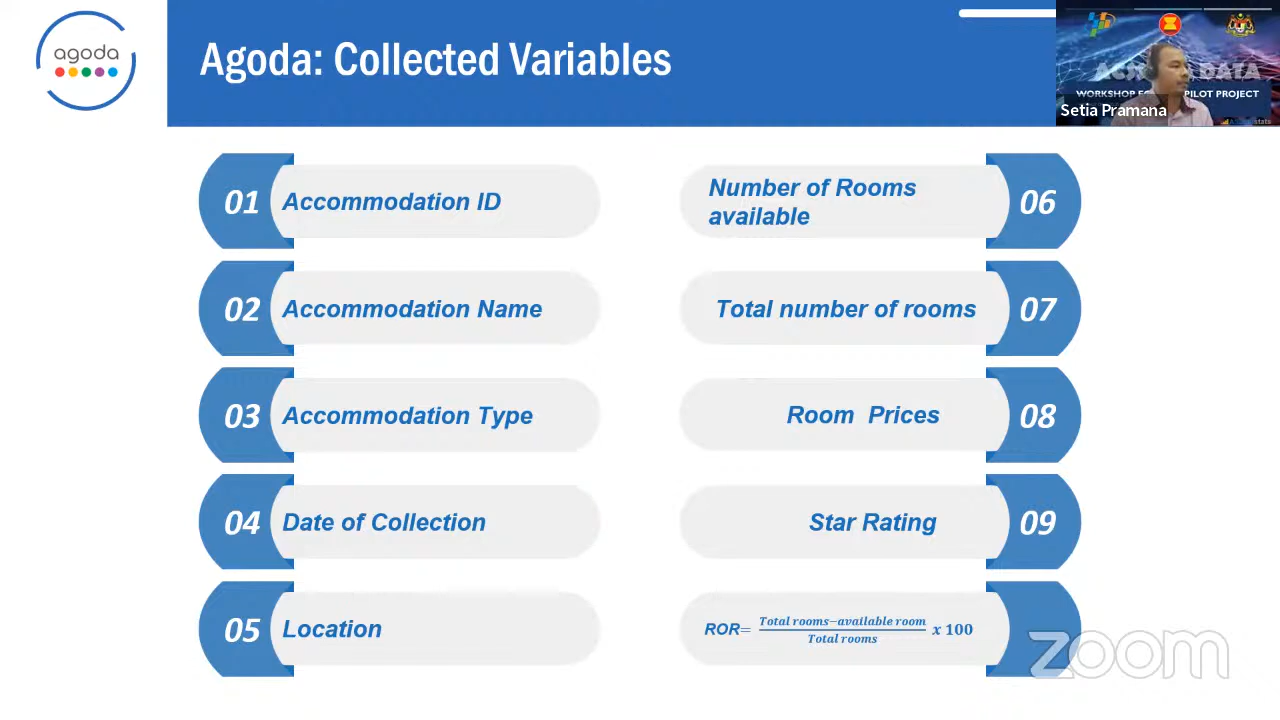 agoda
Agoda: Collected Variables
DATA
WORKSHOP
PILOT PROJECT
Setia Pramana
01 Accommodation ID
02 Accommodation Name
03 Accommodation Type
04 Date of Collection
05 Location
Number of Rooms
available
06
Total number of rooms 07
Room Prices 08
Star Rating 09
ROR= Total rooms−available room / Total rooms x 100
zoom